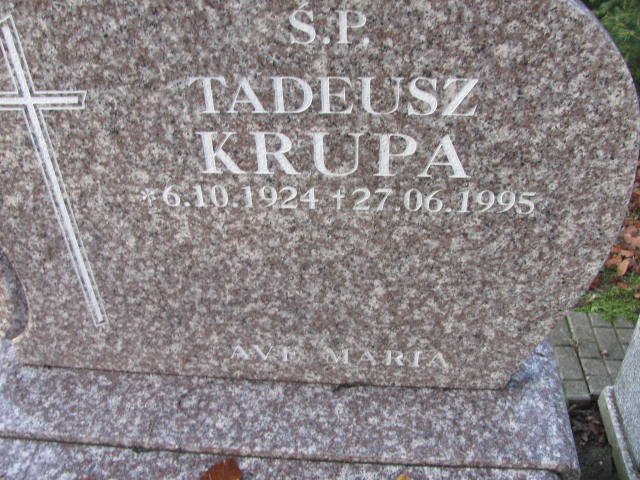 Ś.P.
TADEUSZ
KRUPA
*6.10.1924 †27.06.1995
AVE MARIA